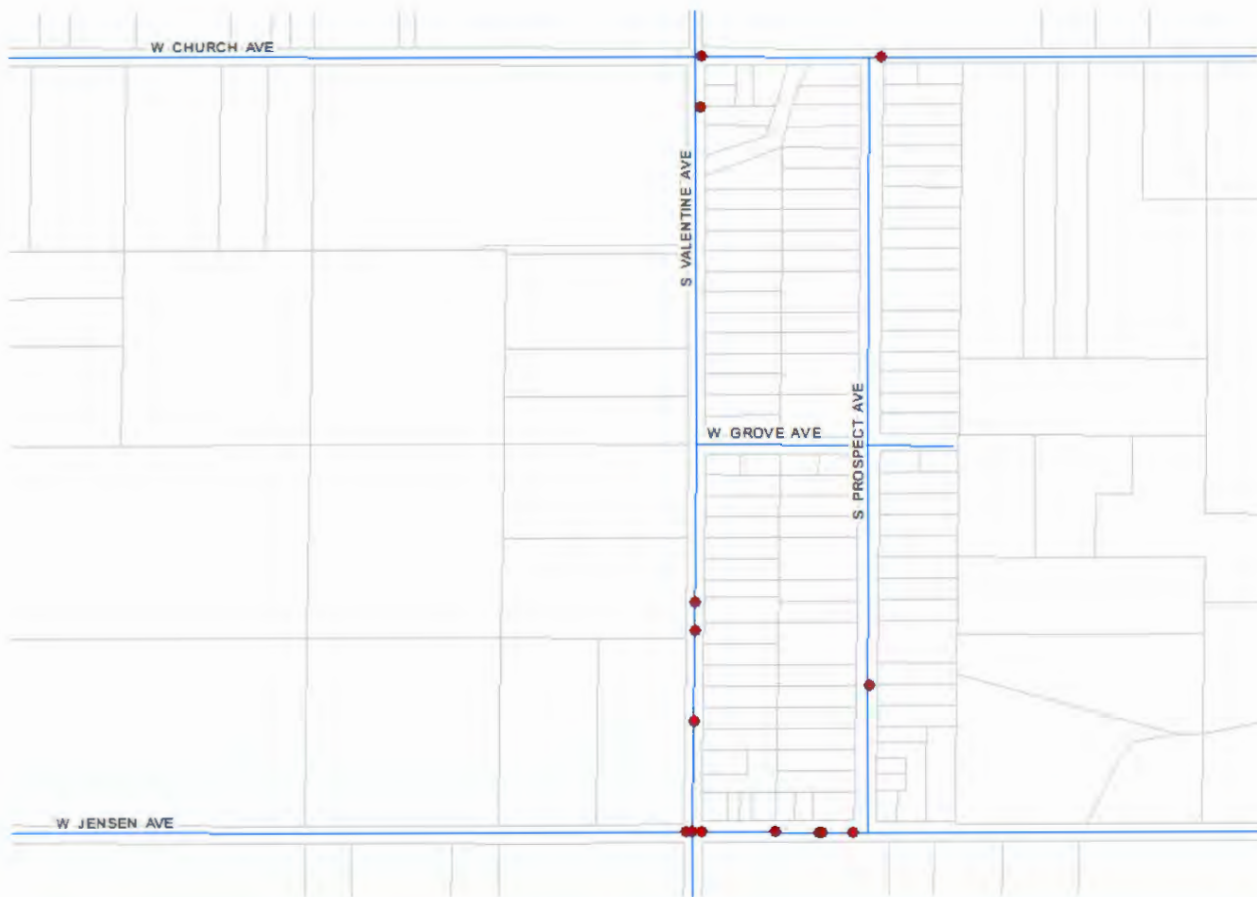 W CHURCH AVE
S VALENTINE AVE
W GROVE AVE
S PROSPECT AVE
W JENSEN AVE